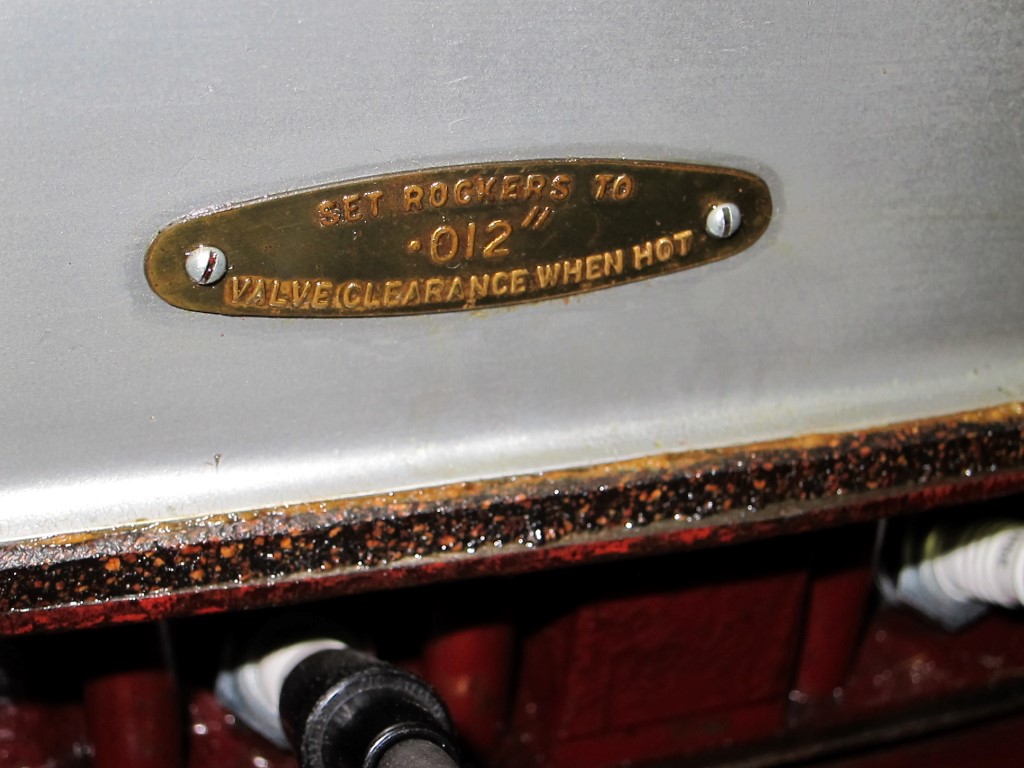 SET ROCKERS TO
·012"
VALVE CLEARANCE WHEN HOT